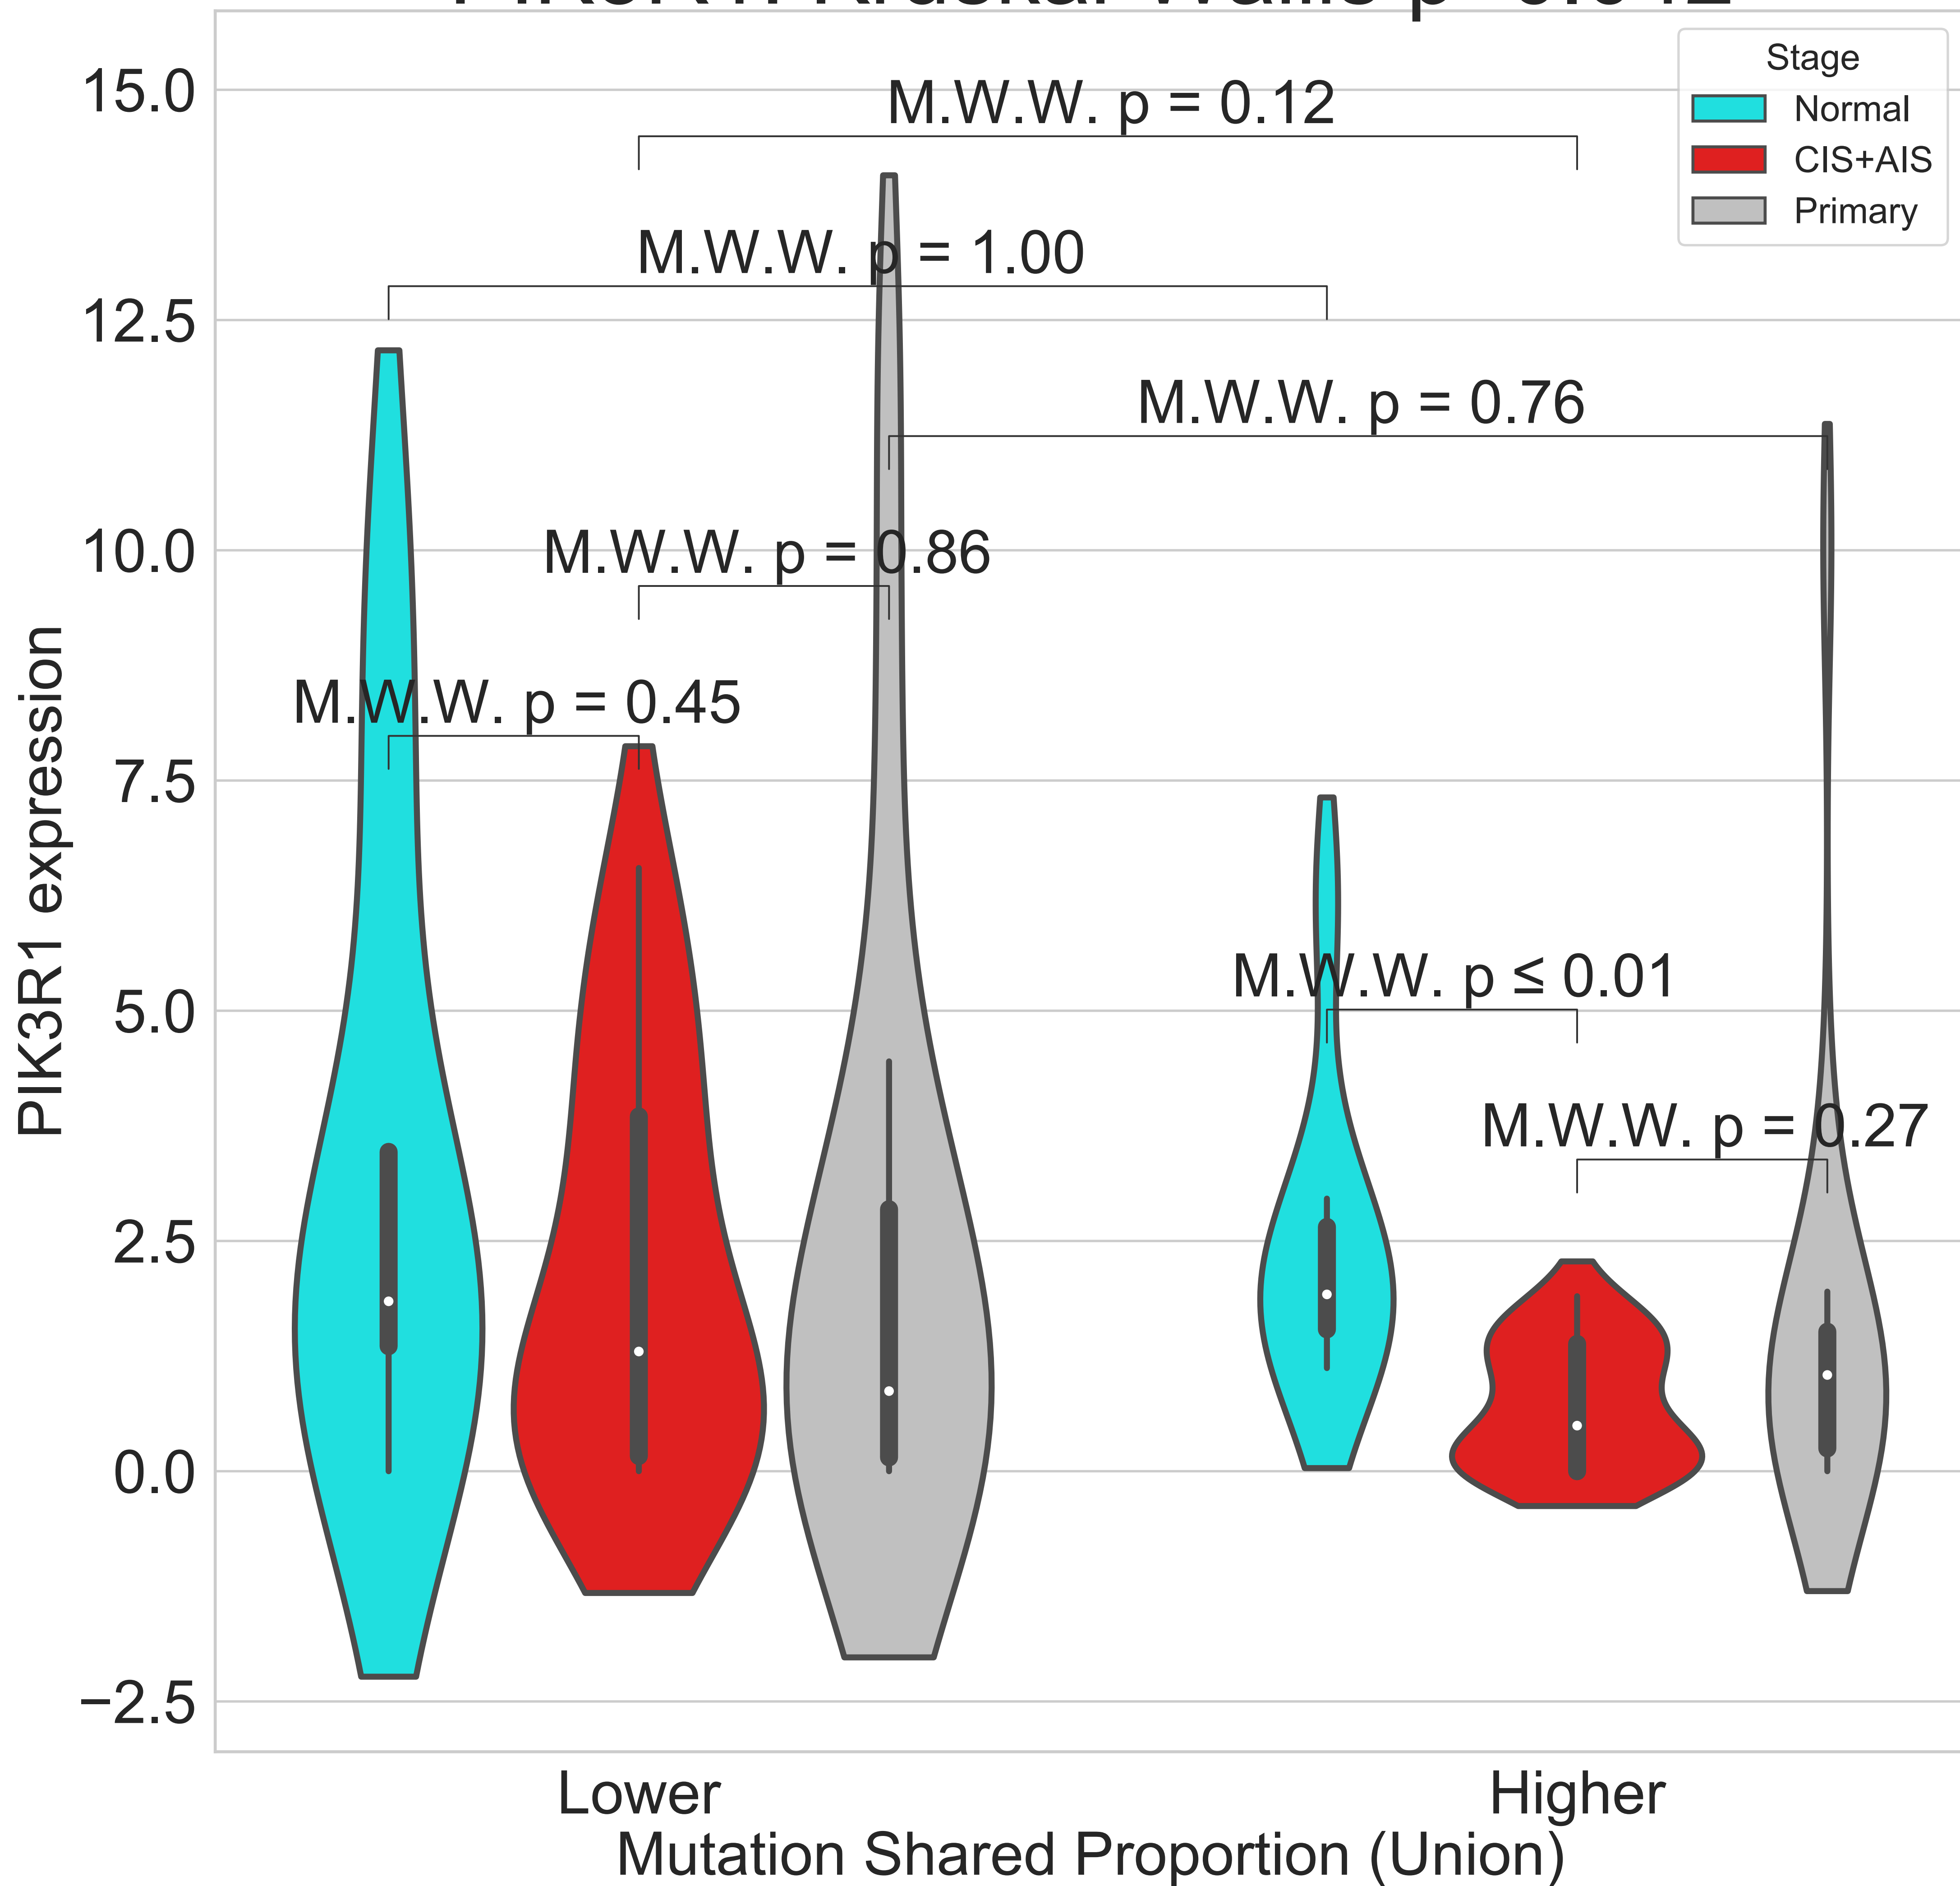 Stage
Normal
CIS+AIS
Primary
15.0
12.5
10.0
7.5
5.0
2.5
0.0
−2.5
PIK3R1 expression
M.W.W. p = 0.12
M.W.W. p = 1.00
M.W.W. p = 0.76
M.W.W. p = 0.86
M.W.W. p = 0.45
M.W.W. p ≤ 0.01
M.W.W. p = 0.27
Lower
Higher
Mutation Shared Proportion (Union)